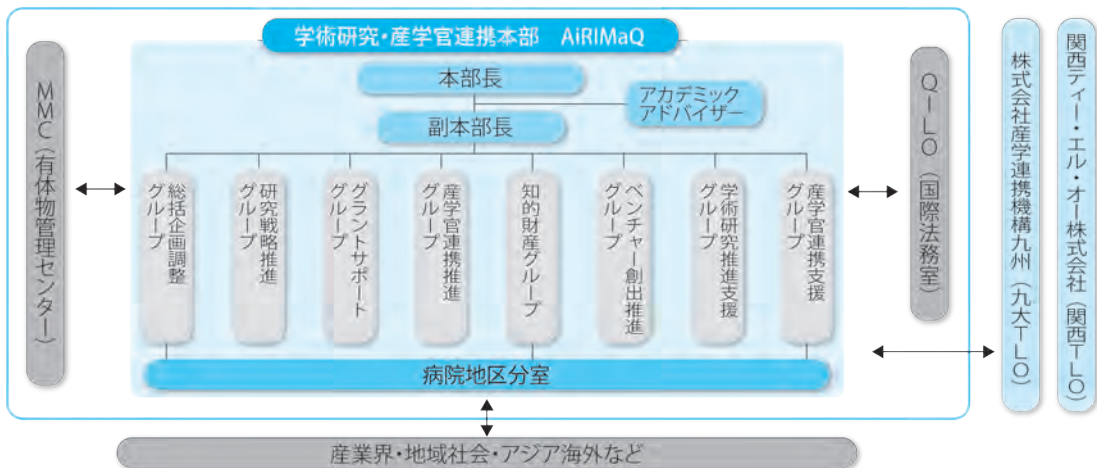 学術研究・産学官連携本部 AiRIMaQ
本部長
アカデミック
アドバイザー
副本部長
MMC（有体物管理センター）
総括企画調整
グループ
研究戦略推進
グループ
グラントサポート
グループ
産学官連携推進
グループ
知的財産グループ
ベンチャー創出推進
グループ
学術研究推進支援
グループ
産学官連携支援
グループ
QｰLO（国際法務室）
株式会社産学連携機構九州（九大TLO）
関西ティー・エル・オー株式会社（関西TLO）
病院地区分室
産業界・地域社会・アジア海外など